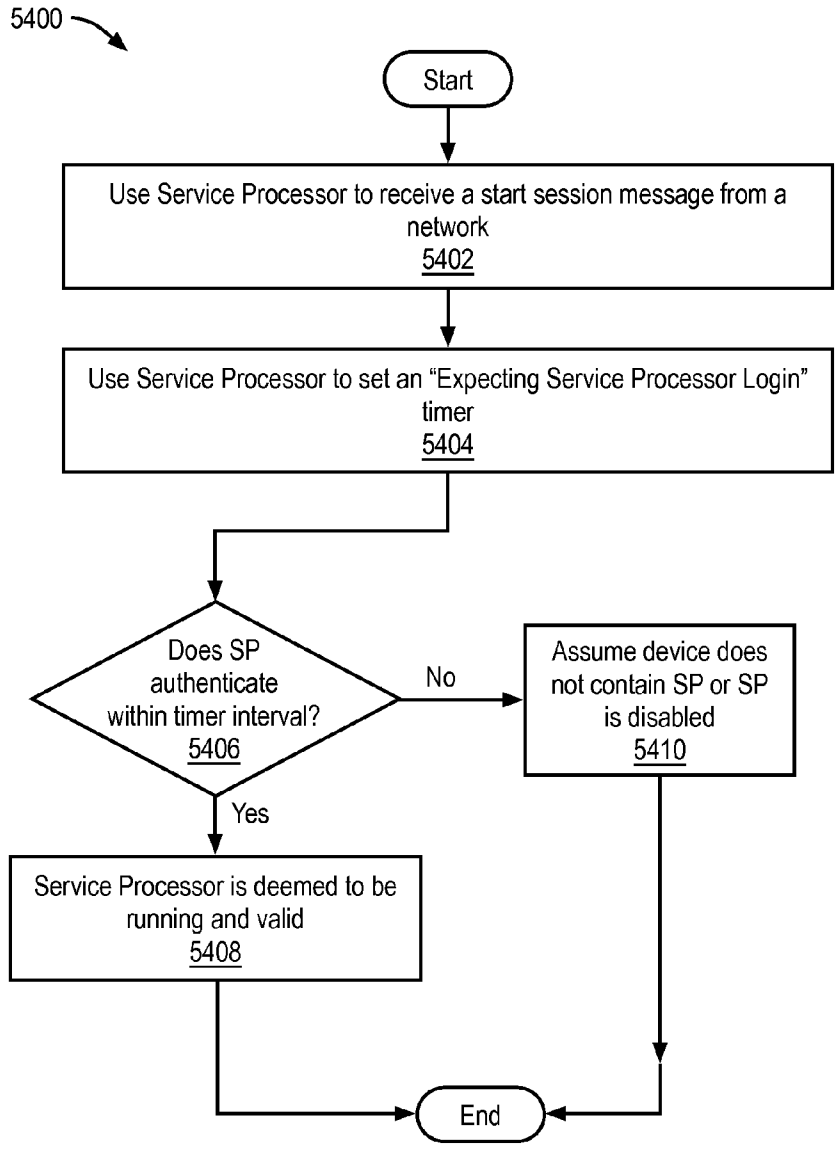 5400
Start
Use Service Processor to receive a start session message from a
network
5402
Use Service Processor to set an “Expecting Service Processor Login”
timer
5404
Does SP
authenticate
within timer interval?
5406
No
Assume device does
not contain SP or SP
is disabled
5410
Yes
Service Processor is deemed to be
running and valid
5408
End